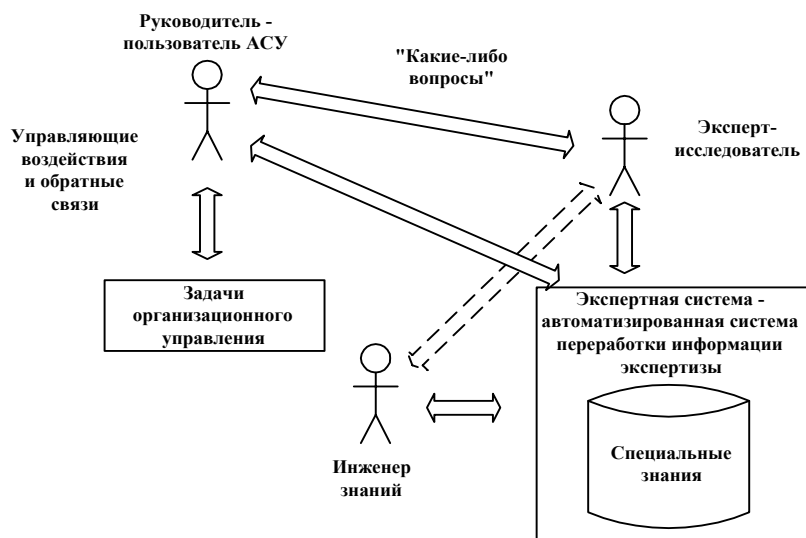 Руководитель -
пользователь АСУ
"Какие-либо
вопросы"
Управляющие
воздействия
и обратные
связи
Эксперт-
исследователь
Задачи
организационного
управления
Экспертная система -
автоматизированная система
переработки информации
экспертизы
Специальные
знания
Инженер
знаний